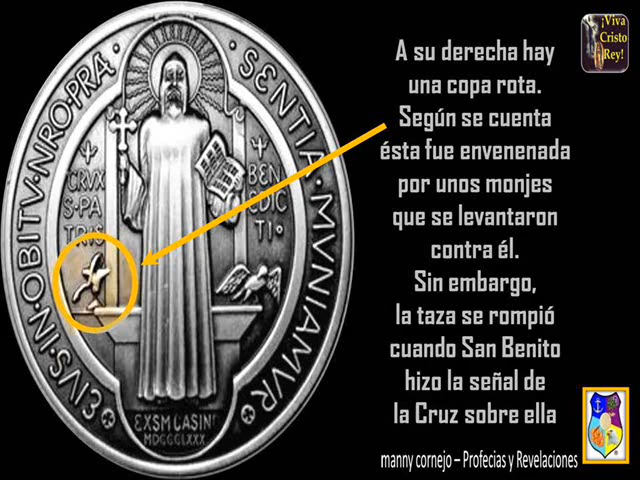 EIVS·IN·OBITV·NRO·PRA
SENTIA·MVNIAMVR
CRVX
S·PA
TRIS
BEN
EDIC
TI·
EXSM CASINO
MDCCCLXXX
¡Viva
Cristo
Rey!
A su derecha hay
una copa rota.
Según se cuenta
ésta fue envenenada
por unos monjes
que se levantaron
contra él.
Sin embargo,
la taza se rompió
cuando San Benito
hizo la señal de
la Cruz sobre ella
manny cornejo – Profecias y Revelaciones